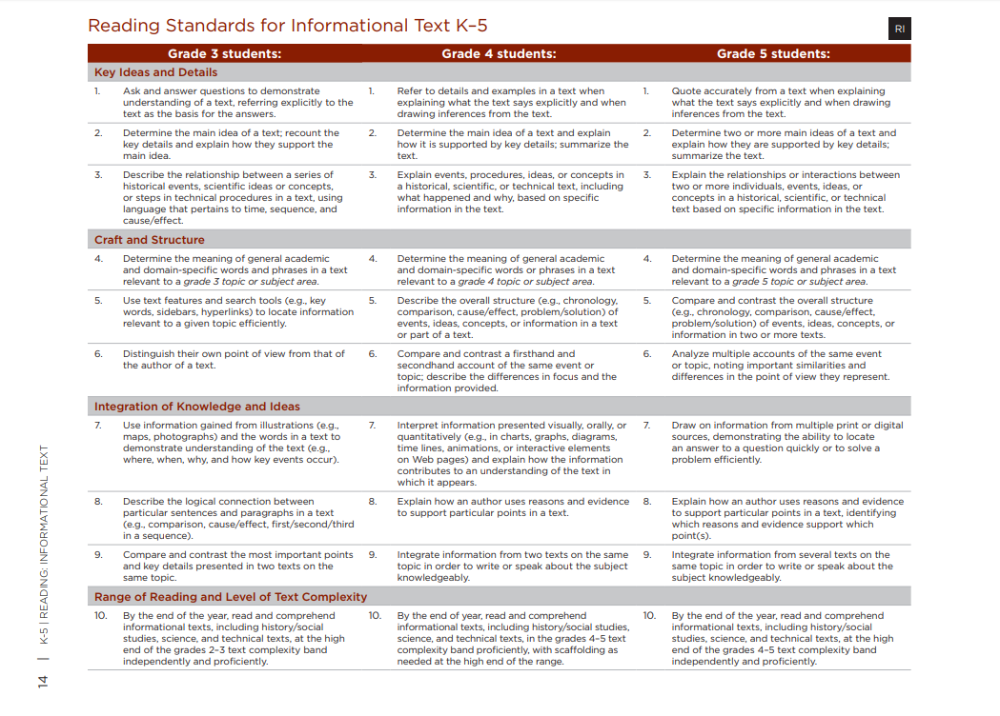 Reading Standards for Informational Text K–5
RI
Grade 3 students:
Grade 4 students:
Grade 5 students:
Key Ideas and Details
1. Ask and answer questions to demonstrate
understanding of a text, referring explicitly to the
text as the basis for the answers.
1. Refer to details and examples in a text when
explaining what the text says explicitly and when
drawing inferences from the text.
1. Quote accurately from a text when explaining
what the text says explicitly and when drawing
inferences from the text.
2. Determine the main idea of a text; recount the
key details and explain how they support the
main idea.
2. Determine the main idea of a text and explain
how it is supported by key details; summarize the
text.
2. Determine two or more main ideas of a text and
explain how they are supported by key details;
summarize the text.
3. Describe the relationship between a series of
historical events, scientific ideas or concepts,
or steps in technical procedures in a text, using
language that pertains to time, sequence, and
cause/effect.
3. Explain events, procedures, ideas, or concepts in
a historical, scientific, or technical text, including
what happened and why, based on specific
information in the text.
3. Explain the relationships or interactions between
two or more individuals, events, ideas, or
concepts in a historical, scientific, or technical
text based on specific information in the text.
Craft and Structure
4. Determine the meaning of general academic
and domain-specific words and phrases in a text
relevant to a grade 3 topic or subject area.
4. Determine the meaning of general academic
and domain-specific words or phrases in a text
relevant to a grade 4 topic or subject area.
4. Determine the meaning of general academic
and domain-specific words and phrases in a text
relevant to a grade 5 topic or subject area.
5. Use text features and search tools (e.g., key
words, sidebars, hyperlinks) to locate information
relevant to a given topic efficiently.
5. Describe the overall structure (e.g., chronology,
comparison, cause/effect, problem/solution) of
events, ideas, concepts, or information in a text
or part of a text.
5. Compare and contrast the overall structure
(e.g., chronology, comparison, cause/effect,
problem/solution) of events, ideas, concepts, or
information in two or more texts.
6. Distinguish their own point of view from that of
the author of a text.
6. Compare and contrast a firsthand and
secondhand account of the same event or
topic; describe the differences in focus and the
information provided.
6. Analyze multiple accounts of the same event
or topic, noting important similarities and
differences in the point of view they represent.
Integration of Knowledge and Ideas
7. Use information gained from illustrations (e.g.,
maps, photographs) and the words in a text to
demonstrate understanding of the text (e.g.,
where, when, why, and how key events occur).
7. Interpret information presented visually, orally, or
quantitatively (e.g., in charts, graphs, diagrams,
time lines, animations, or interactive elements
on Web pages) and explain how the information
contributes to an understanding of the text in
which it appears.
7. Draw on information from multiple print or digital
sources, demonstrating the ability to locate
an answer to a question quickly or to solve a
problem efficiently.
8. Describe the logical connection between
particular sentences and paragraphs in a text
(e.g., comparison, cause/effect, first/second/third
in a sequence).
8. Explain how an author uses reasons and evidence
to support particular points in a text.
8. Explain how an author uses reasons and evidence
to support particular points in a text, identifying
which reasons and evidence support which
point(s).
9. Compare and contrast the most important points
and key details presented in two texts on the
same topic.
9. Integrate information from two texts on the same
topic in order to write or speak about the subject
knowledgeably.
9. Integrate information from several texts on the
same topic in order to write or speak about the
subject knowledgeably.
Range of Reading and Level of Text Complexity
10. By the end of the year, read and comprehend
informational texts, including history/social
studies, science, and technical texts, at the high
end of the grades 2–3 text complexity band
independently and proficiently.
10. By the end of year, read and comprehend
informational texts, including history/social studies,
science, and technical texts, in the grades 4–5 text
complexity band proficiently, with scaffolding as
needed at the high end of the range.
10. By the end of the year, read and comprehend
informational texts, including history/social
studies, science, and technical texts, at the high
end of the grades 4–5 text complexity band
independently and proficiently.
14 | K-5 | READING: INFORMATIONAL TEXT